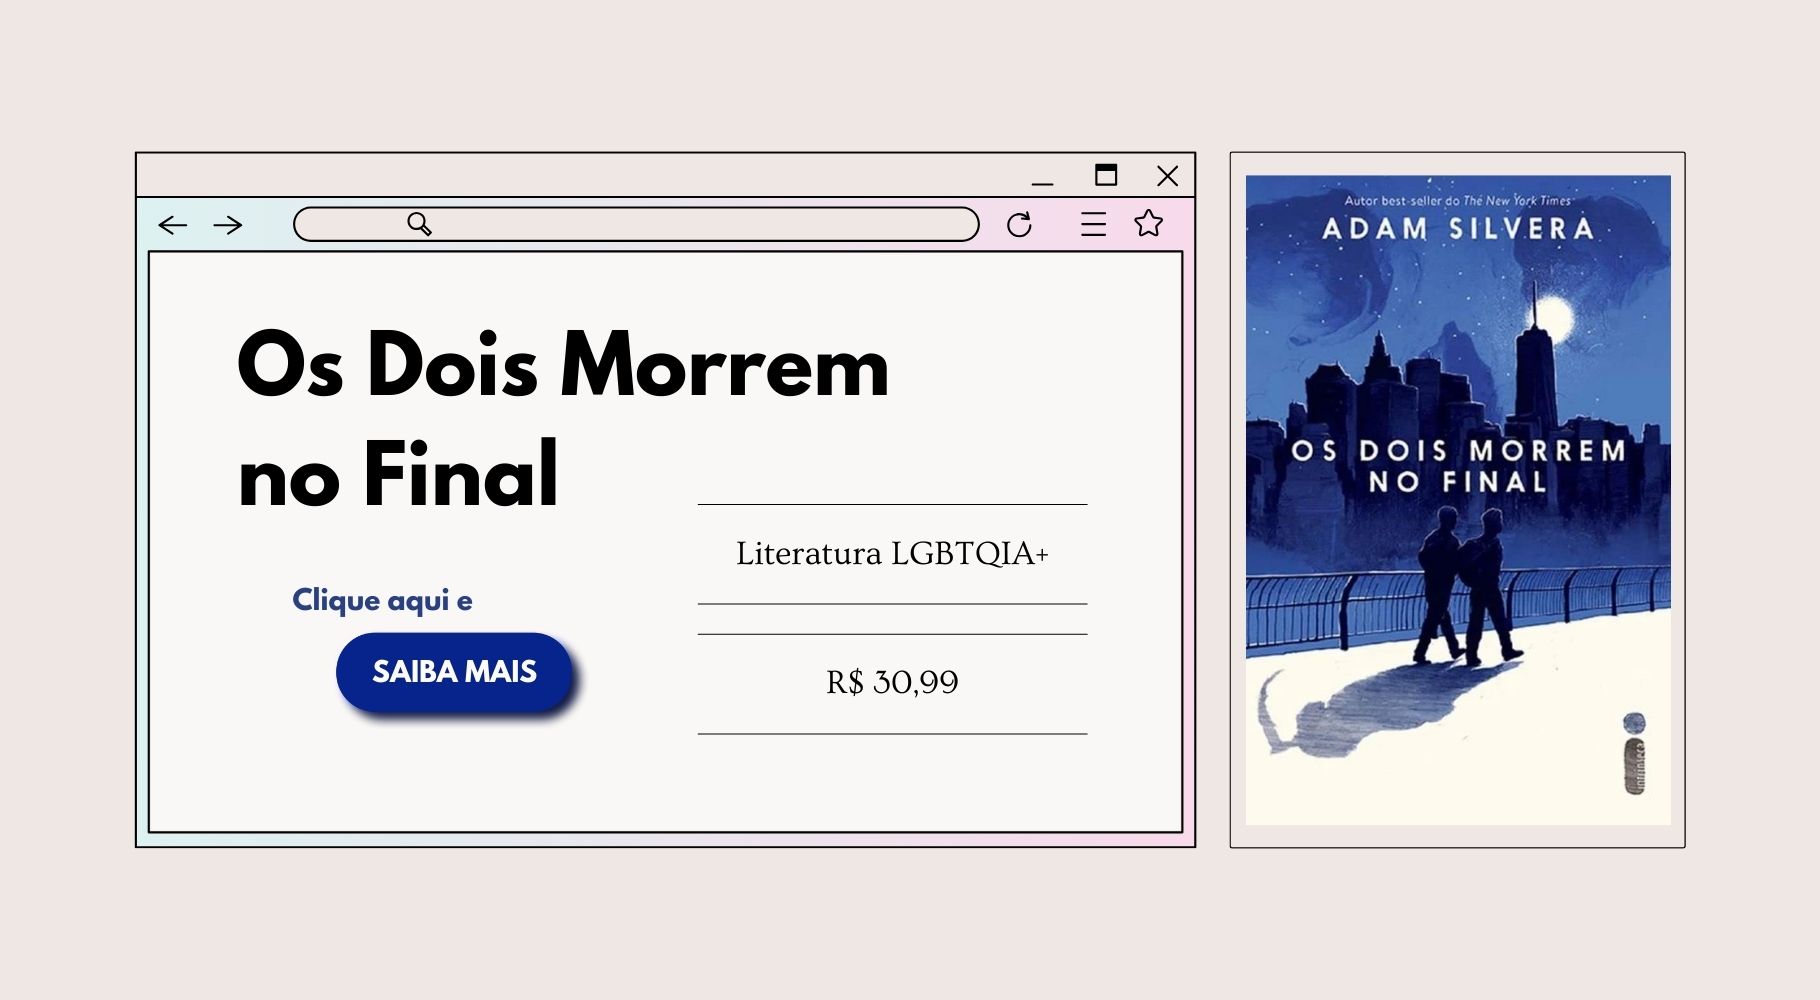 Os Dois Morrem
no Final
Clique aqui e
SAIBA MAIS
Literatura LGBTQIA+
R$ 30,99
Autor best-seller do The New York Times
ADAM SILVERA
OS DOIS MORREM
NO FINAL